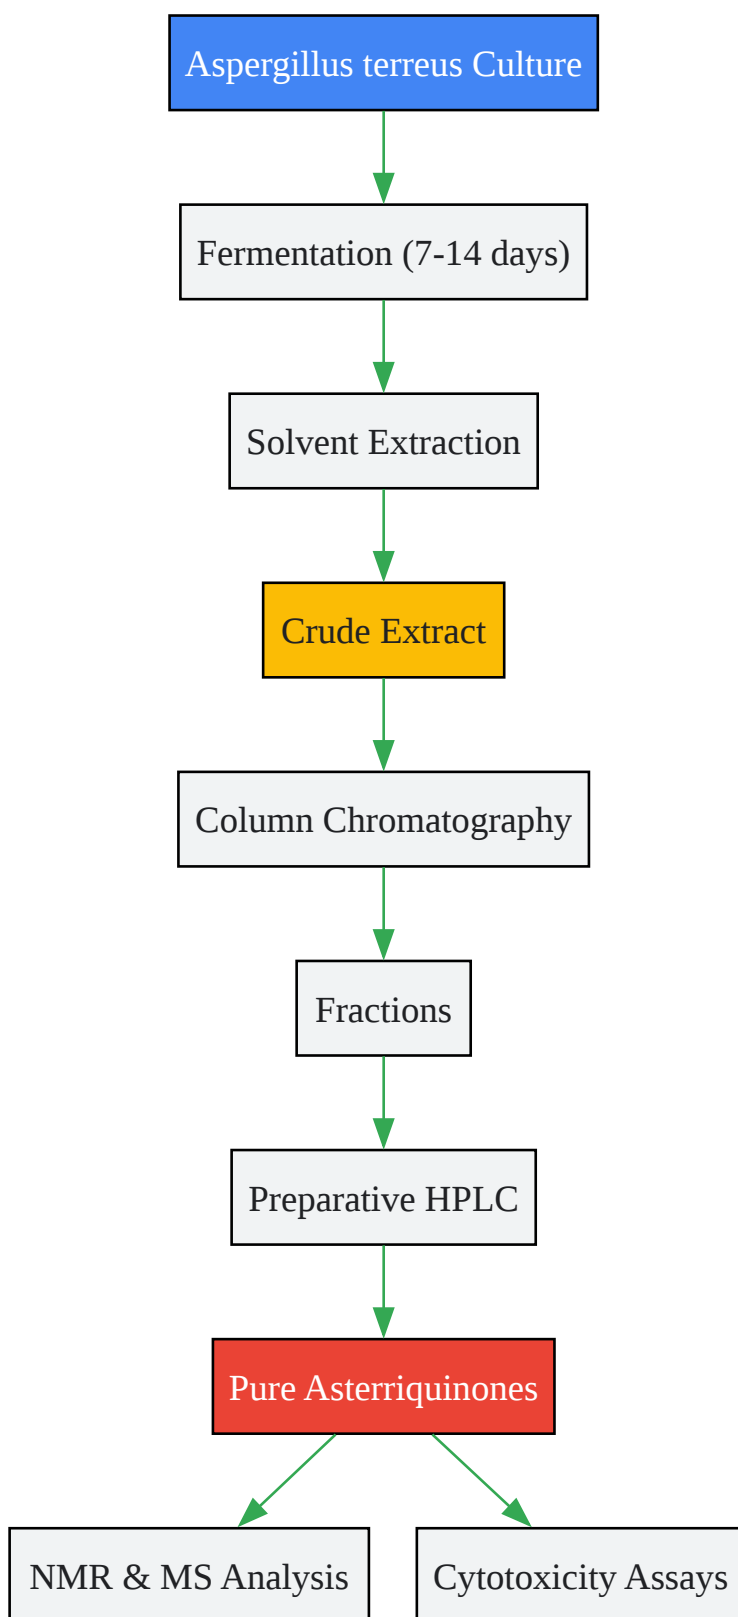 Aspergillus terreus Culture
Fermentation (7-14 days)
Solvent Extraction
Crude Extract
Column Chromatography
Fractions
Preparative HPLC
Pure Asterriquinones
NMR & MS Analysis
Cytotoxicity Assays